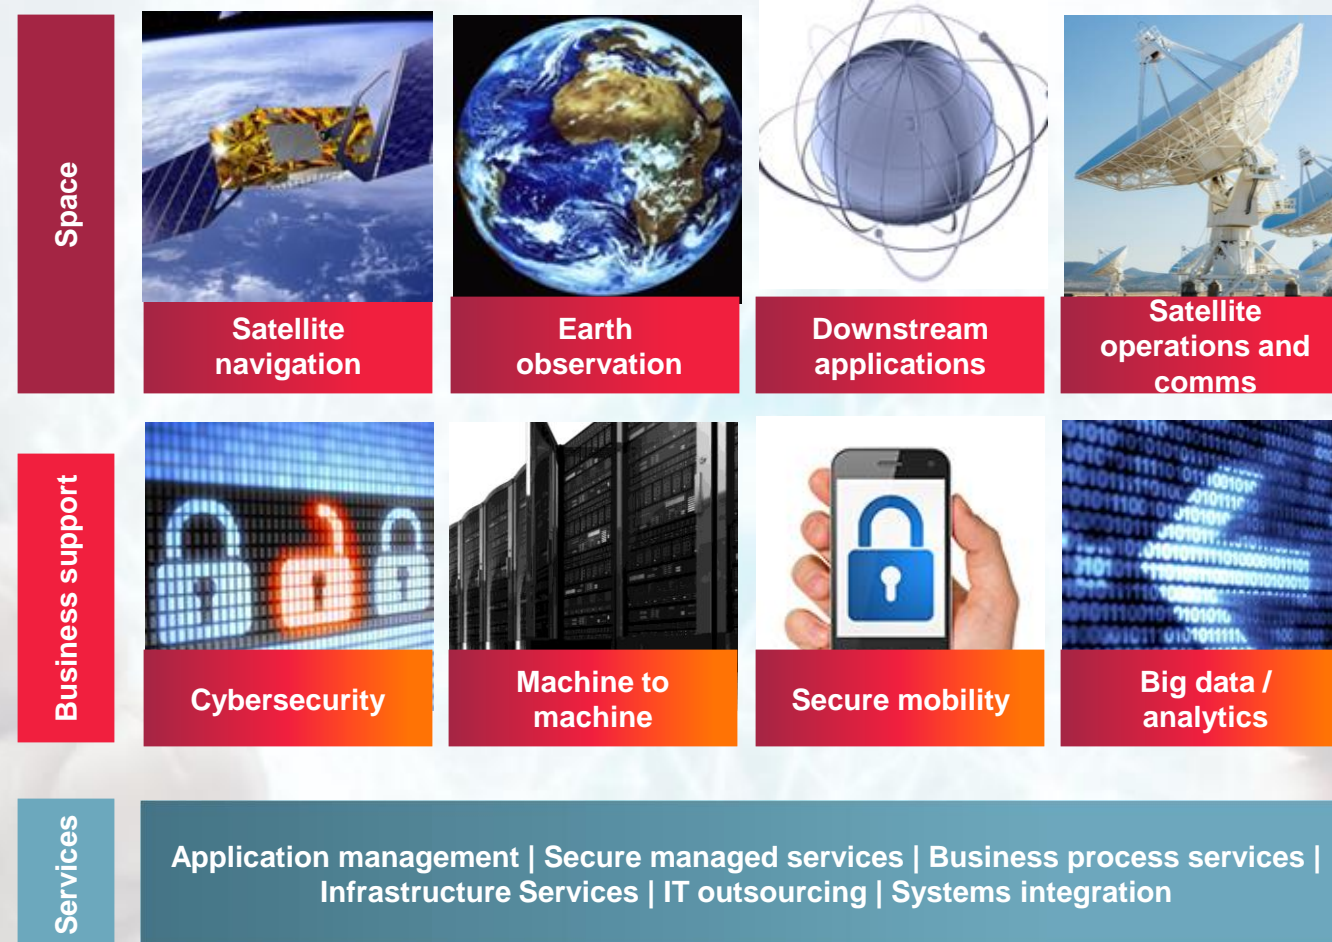 Space
Satellite
navigation
Earth
observation
Downstream
applications
Satellite
operations and
comms
Business support
Cybersecurity
Machine to
machine
Secure mobility
Big data /
analytics
Services
Application management | Secure managed services | Business process services |
Infrastructure Services | IT outsourcing | Systems integration